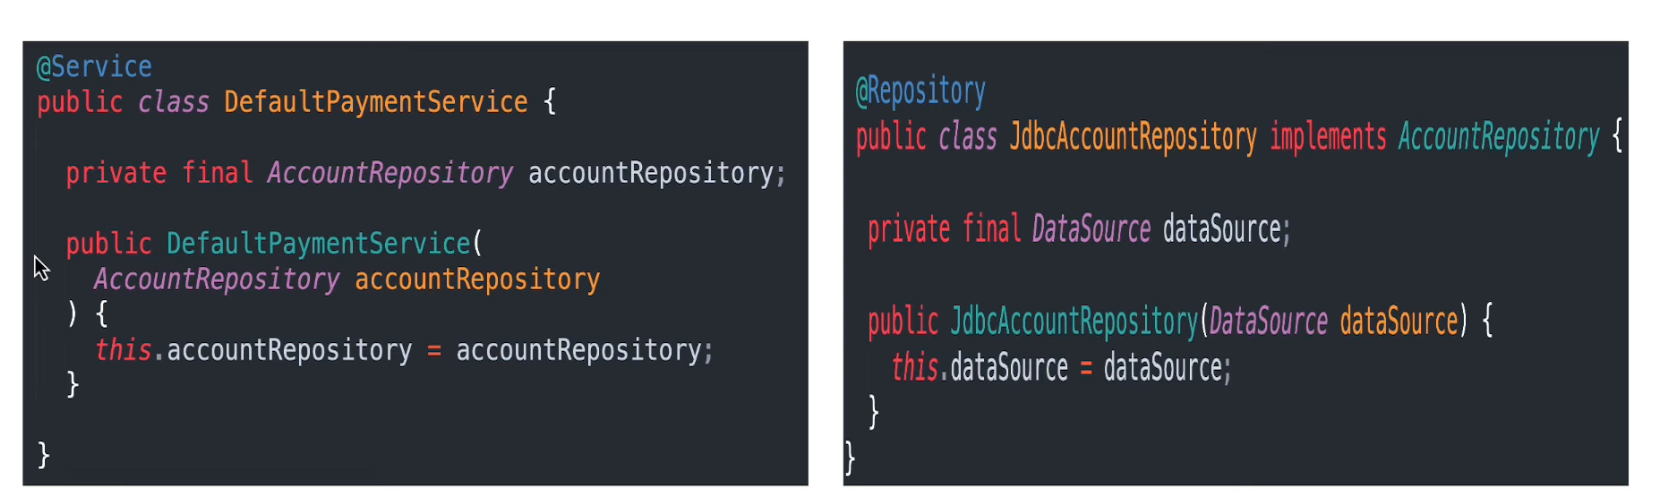 @Service
public class DefaultPaymentService {
private final AccountRepository accountRepository;
public DefaultPaymentService(
AccountRepository accountRepository
) {
this.accountRepository = accountRepository;
}
}
@Repository
public class JdbcAccountRepository implements AccountRepository {
private final DataSource dataSource;
public JdbcAccountRepository(DataSource dataSource) {
this.dataSource = dataSource;
}
}